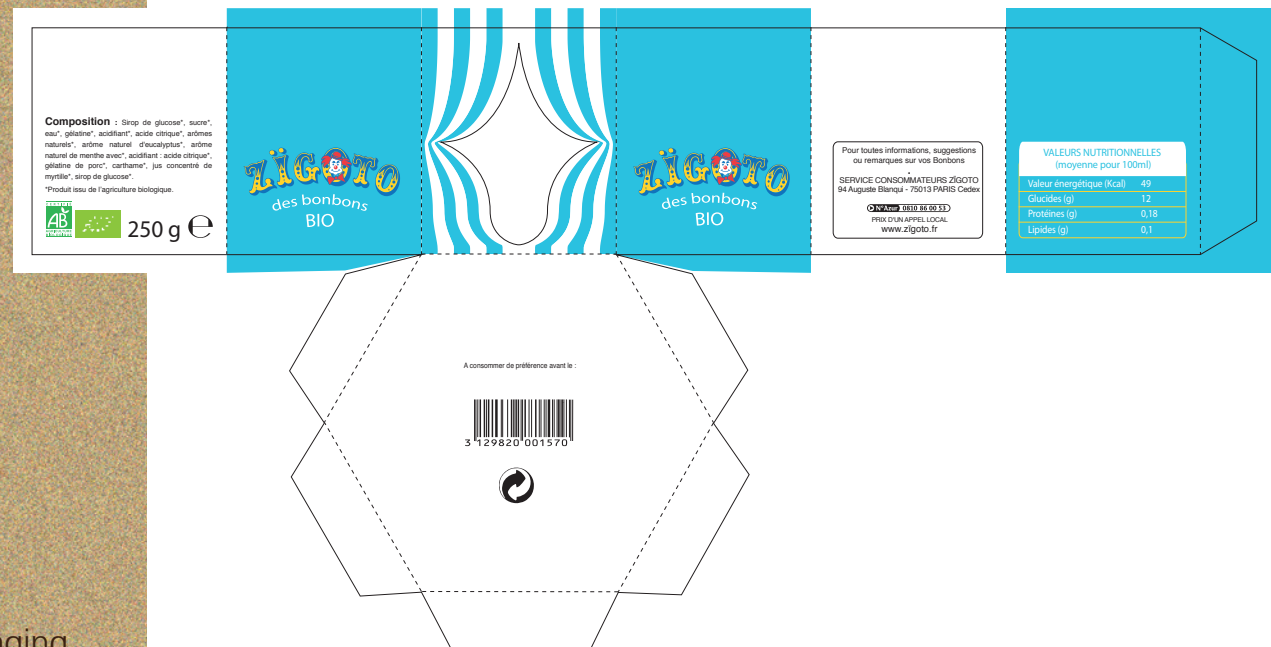 Composition : Sirop de glucose*, sucre*,
eau*, gélatine*, acidifiant*, acide citrique*, arômes
naturels*, arôme naturel d'eucalyptus*, arôme
naturel de menthe avec*, acidifiant : acide citrique*,
gélatine de porc*, carthame*, jus concentré de
myrtille*, sirop de glucose*.
*Produit issu de l'agriculture biologique.
AB
250 g ℮
ZÏGOTO
des bonbons
BIO
ZÏGOTO
des bonbons
BIO
Pour toutes informations, suggestions
ou remarques sur vos Bonbons
SERVICE CONSOMMATEURS ZÏGOTO
94 Auguste Blanqui - 75013 PARIS Cedex
N°Azur 0810 86 00 53
PRIX D'UN APPEL LOCAL
www.zïgoto.fr
VALEURS NUTRITIONNELLES
(moyenne pour 100ml)
Valeur énergétique (Kcal) 49
Glucides (g) 12
Protéines (g) 0,18
Lipides (g) 0,1
A consommer de préférence avant le :
3 129820 001570